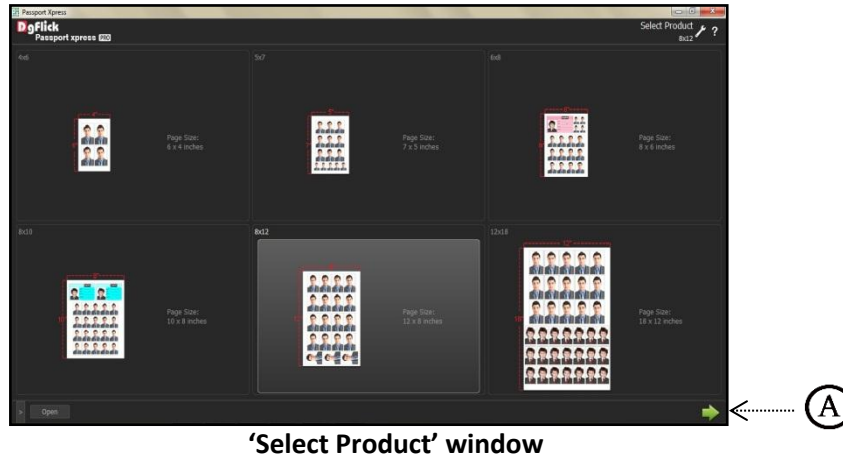 Passport Xpress
DgFlick
Passport xpress PRO
Select Product
8x12
?
4x6
5x7
6x8
Page Size:
6 x 4 inches
Page Size:
7 x 5 inches
Page Size:
8 x 6 inches
8x10
8x12
12x18
12"
Page Size:
10 x 8 inches
Page Size:
12 x 8 inches
Page Size:
18 x 12 inches
> Open
A
‘Select Product’ window